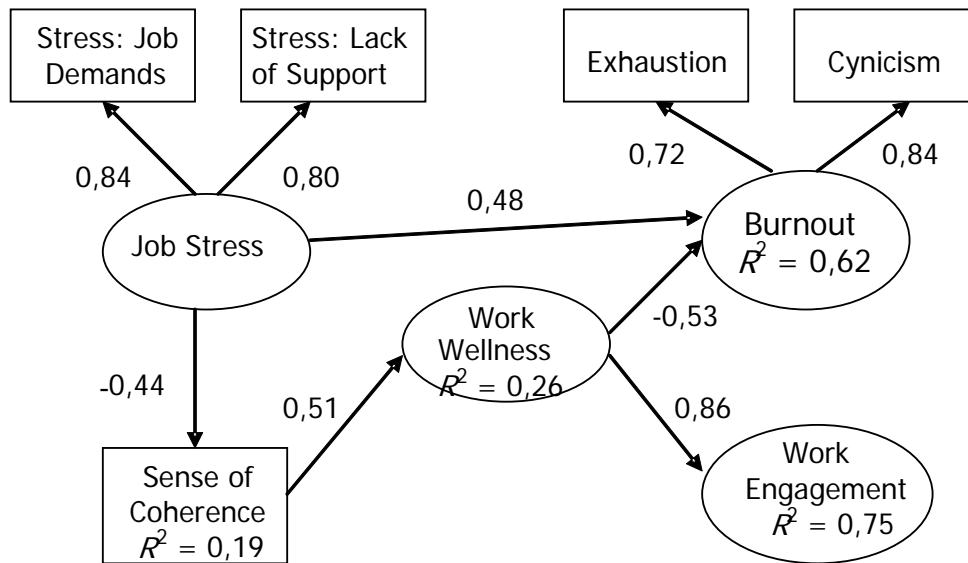 Stress: Job
Demands
Stress: Lack
of Support
Exhaustion
Cynicism
0,84
0,80
0,72
0,84
Job Stress
0,48
Burnout
R² = 0,62
Work
Wellness
R² = 0,26
-0,53
-0,44
0,51
0,86
Sense of
Coherence
R² = 0,19
Work
Engagement
R² = 0,75